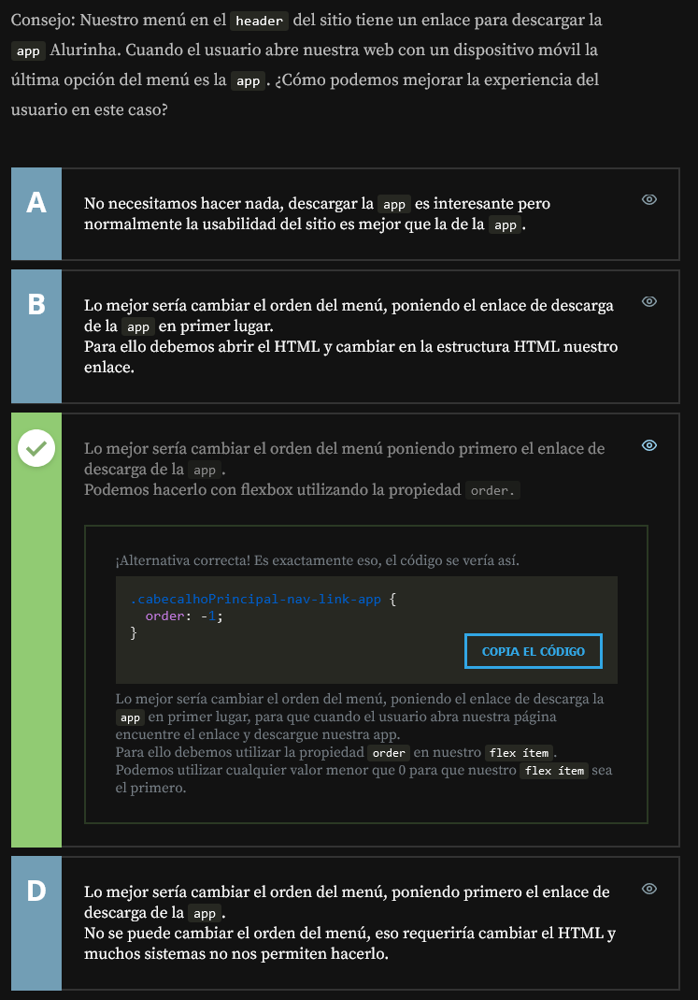 Consejo: Nuestro menú en el header del sitio tiene un enlace para descargar la
app Alurinha. Cuando el usuario abre nuestra web con un dispositivo móvil la
última opción del menú es la app. ¿Cómo podemos mejorar la experiencia del
usuario en este caso?
A
No necesitamos hacer nada, descargar la app es interesante pero
normalmente la usabilidad del sitio es mejor que la de la app.
B
Lo mejor sería cambiar el orden del menú, poniendo el enlace de descarga
de la app en primer lugar.
Para ello debemos abrir el HTML y cambiar en la estructura HTML nuestro
enlace.
Lo mejor sería cambiar el orden del menú poniendo primero el enlace de
descarga de la app.
Podemos hacerlo con flexbox utilizando la propiedad order.
¡Alternativa correcta! Es exactamente eso, el código se vería así.
.cabecalhoPrincipal-nav-link-app {
  order: -1;
}
COPIA EL CÓDIGO
Lo mejor sería cambiar el orden del menú, poniendo el enlace de descarga la
app en primer lugar, para que cuando el usuario abra nuestra página
encuentre el enlace y descargue nuestra app.
Para ello debemos utilizar la propiedad order en nuestro flex ítem.
Podemos utilizar cualquier valor menor que 0 para que nuestro flex ítem sea
el primero.
D
Lo mejor sería cambiar el orden del menú, poniendo primero el enlace de
descarga de la app.
No se puede cambiar el orden del menú, eso requeriría cambiar el HTML y
muchos sistemas no nos permiten hacerlo.